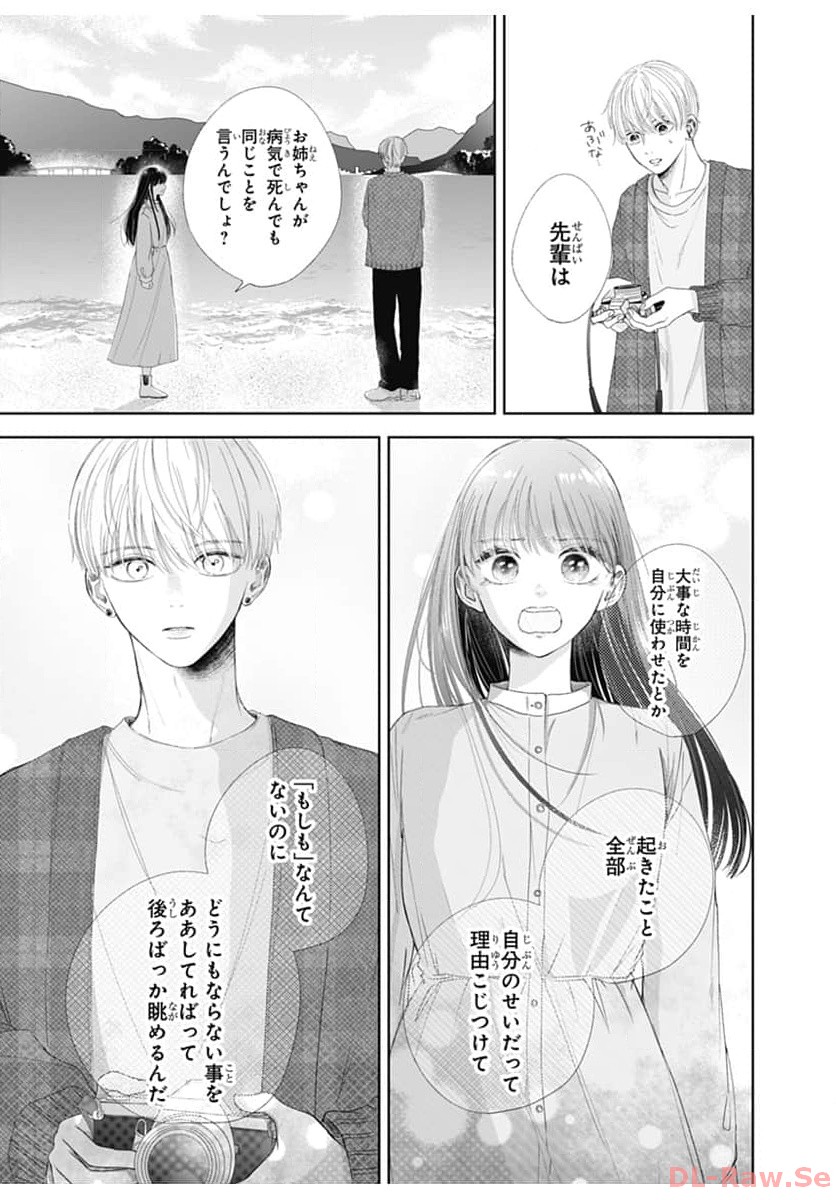 あぶな…
先輩は
お姉ちゃんが
病気で死んでも
同じことを
言うんでしょ？
大事な時間を
自分に使わせたとか
起きたこと
全部
自分のせいだって
理由こじつけて
「もしも」なんて
ないのに
どうにもならない事を
ああしてればって
後ろばっか眺めるんだ
DL-Raw.Se